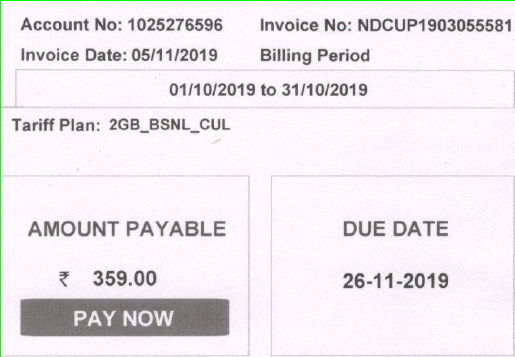 Account No: 1025276596 Invoice No: NDCUP1903055581
Invoice Date: 05/11/2019 Billing Period
01/10/2019 to 31/10/2019
Tariff Plan: 2GB_BSNL_CUL
AMOUNT PAYABLE DUE DATE
₹ 359.00 26-11-2019
PAY NOW